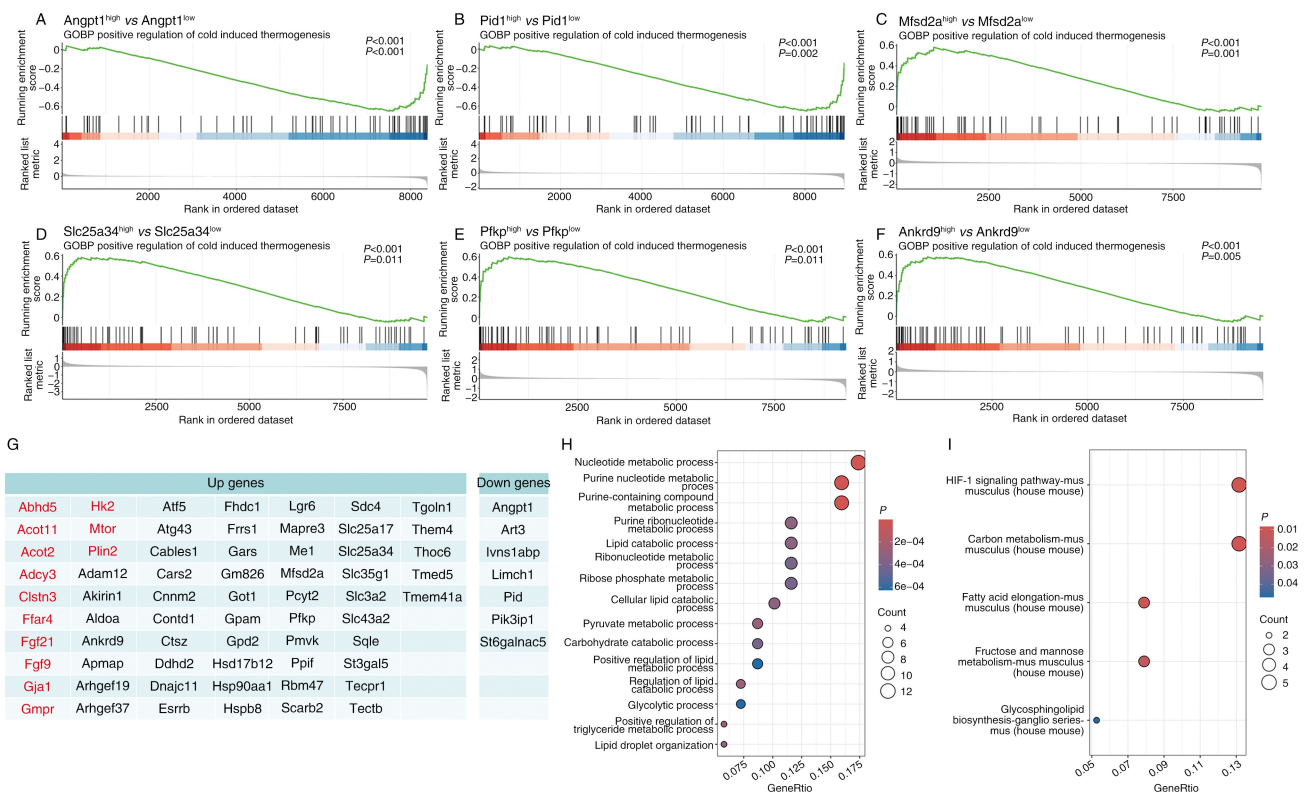 A Angpt1high vs Angpt1low
GOBP positive regulation of cold induced thermogenesis
P<0.001
P<0.001
Running enrichment
score
0
−0.2
−0.4
−0.6
Ranked list
metric
4
2
0
2000 4000 6000 8000
Rank in ordered dataset
B Pid1high vs Pid1low
GOBP positive regulation of cold induced thermogenesis
P<0.001
P=0.002
Running enrichment
score
0
−0.2
−0.4
−0.6
Ranked list
metric
4
2
0
−2
2000 4000 6000 8000
Rank in ordered dataset
C Mfsd2ahigh vs Mfsd2alow
GOBP positive regulation of cold induced thermogenesis
P<0.001
P=0.001
Running enrichment
score
0.6
0.4
0.2
0
Ranked list
metric
2
1
0
−1
−2
2500 5000 7500
Rank in ordered dataset
D Slc25a34high vs Slc25a34low
GOBP positive regulation of cold induced thermogenesis
P<0.001
P=0.011
Running enrichment
score
0.6
0.4
0.2
0
Ranked list
metric
1
0
−1
−2
−3
2500 5000 7500
Rank in ordered dataset
E Pfkphigh vs Pfkplow
GOBP positive regulation of cold induced thermogenesis
P<0.001
P=0.011
Running enrichment
score
0.6
0.4
0.2
0
Ranked list
metric
2
1
0
−1
−2
2500 5000 7500
Rank in ordered dataset
F Ankrd9high vs Ankrd9low
GOBP positive regulation of cold induced thermogenesis
P<0.001
P=0.005
Running enrichment
score
0.6
0.4
0.2
0
Ranked list
metric
2
1
0
−1
−2
2500 5000 7500
Rank in ordered dataset
G
Up genes Down genes
Abhd5 Hk2 Atf5 Fhdc1 Lgr6 Sdc4 Tgoln1 Angpt1
Acot11 Mtor Atg43 Frrs1 Mapre3 Slc25a17 Them4 Art3
Acot2 Plin2 Cables1 Gars Me1 Slc25a34 Thoc6 Ivns1abp
Adcy3 Adam12 Cars2 Gm826 Mfsd2a Slc35g1 Tmed5 Limch1
Clstn3 Akirin1 Cnnm2 Got1 Pcyt2 Slc3a2 Tmem41a Pid
Ffar4 Aldoa Contd1 Gpam Pfkp Slc43a2 Pik3ip1
Fgf21 Ankrd9 Ctsz Gpd2 Pmvk Sqle St6galnac5
Fgf9 Apmap Ddhd2 Hsd17b12 Ppif St3gal5
Gja1 Arhgef19 Dnajc11 Hsp90aa1 Rbm47 Tecpr1
Gmpr Arhgef37 Esrrb Hspb8 Scarb2 Tectb
H
Nucleotide metabolic process
Purine nucleotide metabolic
proces
Purine-containing compound
metabolic process
Purine ribonucleotide
metabolic process
Lipid catabolic process
Ribonucleotide metabolic
process
Ribose phosphate metabolic
process
Cellular lipid catabolic
process
Pyruvate metabolic process
Carbohydrate catabolic process
Positive regulation of lipid
metabolic process
Regulation of lipid
catabolic process
Glycolytic process
Positive regulation of
triglyceride metabolic process
Lipid droplet organization
0.075 0.100 0.125 0.150 0.175
GeneRtio
P
2e−04
4e−04
6e−04
Count
4
6
8
10
12
I
HIF-1 signaling pathway-mus
musculus (house mouse)
Carbon metabolism-mus
musculus (house mouse)
Fatty acid elongation-mus
musculus (house mouse)
Fructose and mannose
metabolism-mus musculus
(house mouse)
Glycosphingolipid
biosynthesis-ganglio series-
mus (house mouse)
0.05 0.07 0.09 0.11 0.13
GeneRtio
P
0.01
0.02
0.03
0.04
Count
2
3
4
5